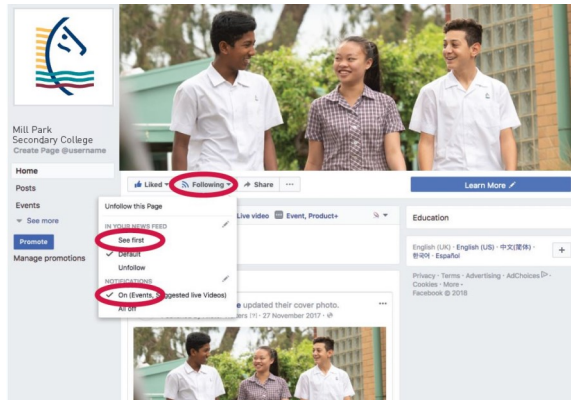 Mill Park
Secondary College
Create Page @username
Home
Posts
Events
See more
Promote
Manage promotions
Liked Following Share ...
Learn More
Unfollow this Page
IN YOUR NEWS FEED
See first
Default
Unfollow
NOTIFICATIONS
On (Events, Suggested live Videos)
All off
Live video Event, Product+
updated their cover photo.
27 November 2017
Education
English (UK) · English (US) · 中文(简体) ·
한국어 · Español
Privacy · Terms · Advertising · AdChoices ·
Cookies · More ·
Facebook © 2018